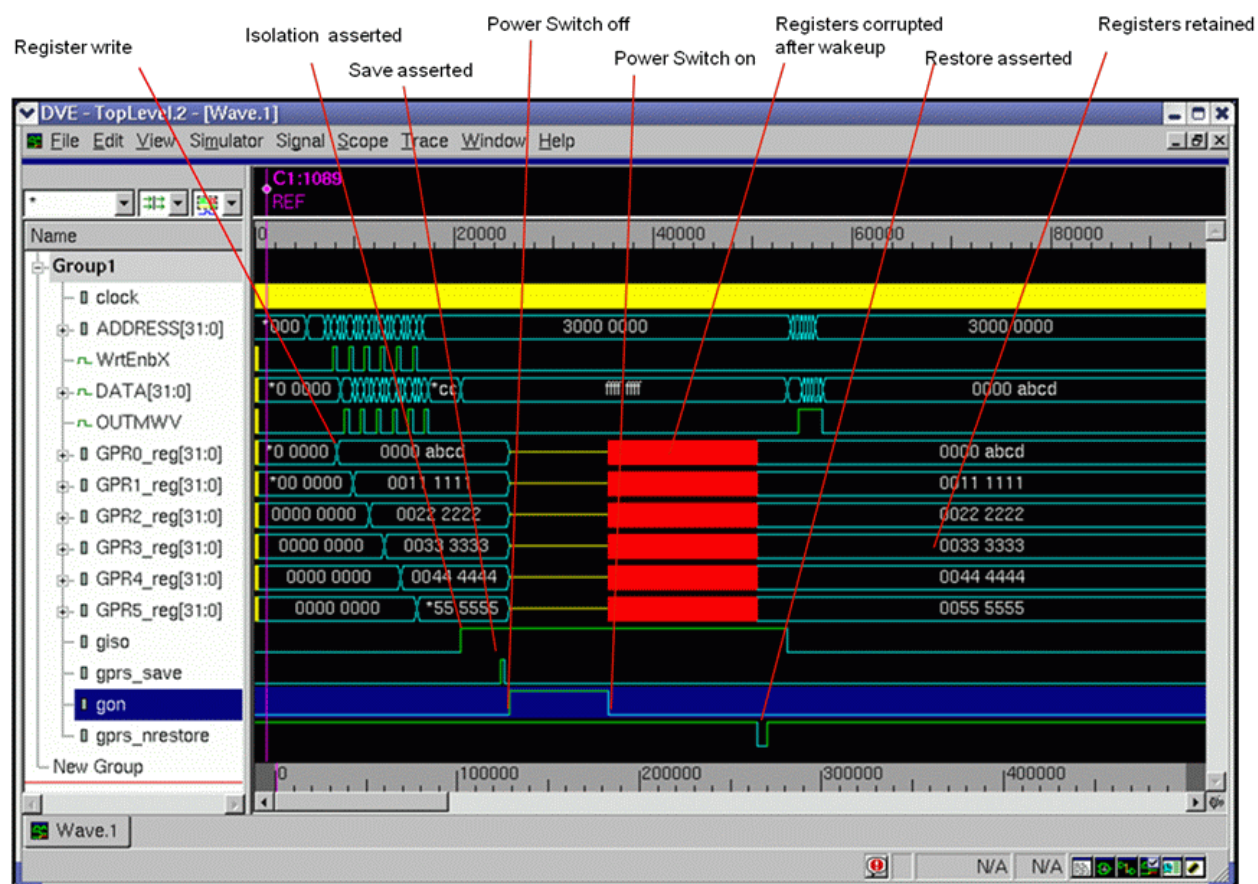 Register write
Isolation asserted
Save asserted
Power Switch off
Power Switch on
Registers corrupted
after wakeup
Restore asserted
Registers retained
DVE - TopLevel.2 - [Wave.1]
File Edit View Simulator Signal Scope Trace Window Help
C1:1089
REF
*
Name
0 20000 40000 60000 80000
Group1
clock
ADDRESS[31:0] *000 3000 0000 3000 0000
WrtEnbX
DATA[31:0] *0 0000 *cc ffff ffff 0000 abcd
OUTMWV
GPR0_reg[31:0] *0 0000 0000 abcd 0000 abcd
GPR1_reg[31:0] *00 0000 0011 1111 0011 1111
GPR2_reg[31:0] 0000 0000 0022 2222 0022 2222
GPR3_reg[31:0] 0000 0000 0033 3333 0033 3333
GPR4_reg[31:0] 0000 0000 0044 4444 0044 4444
GPR5_reg[31:0] 0000 0000 *55 5555 0055 5555
giso
gprs_save
gon
gprs_nrestore
New Group
0 100000 200000 300000 400000
Wave.1
N/A N/A